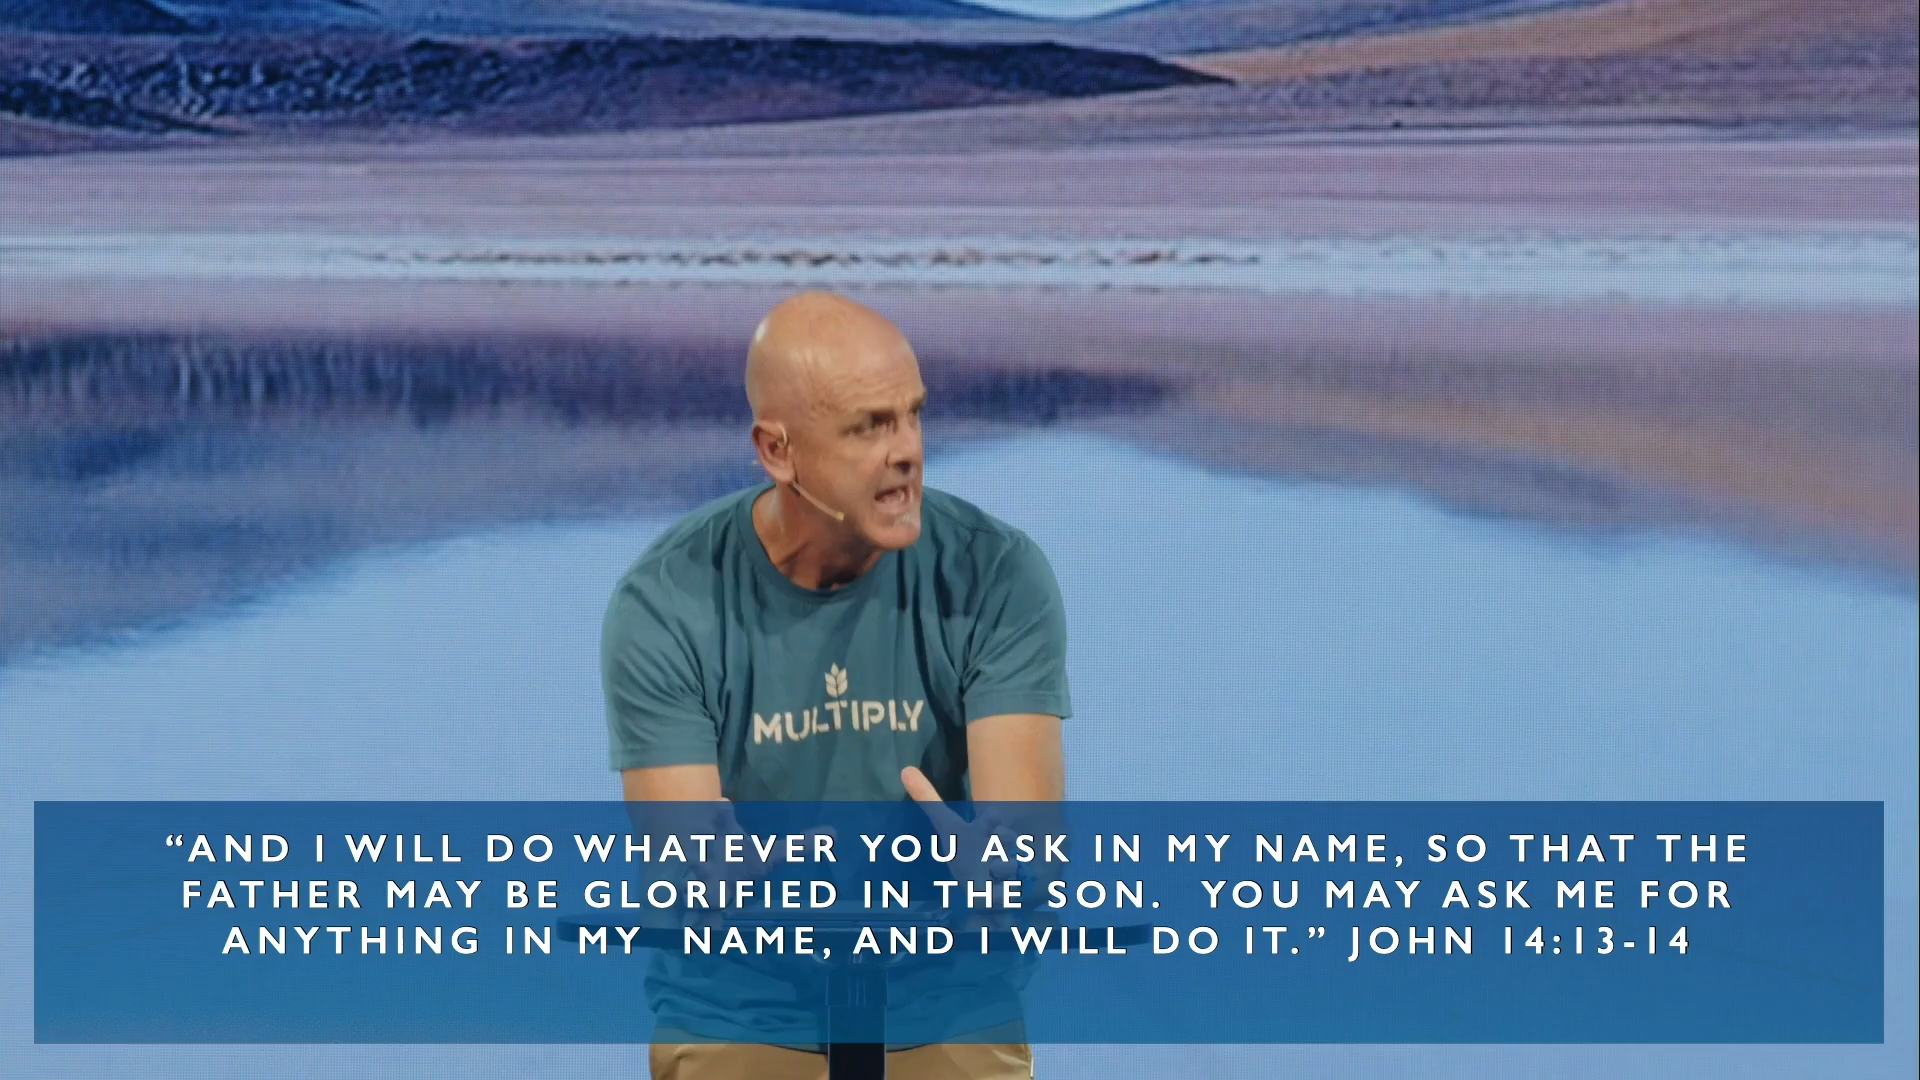 MULTIPLY
“AND I WILL DO WHATEVER YOU ASK IN MY NAME, SO THAT THE
FATHER MAY BE GLORIFIED IN THE SON. YOU MAY ASK ME FOR
ANYTHING IN MY NAME, AND I WILL DO IT.” JOHN 14:13-14